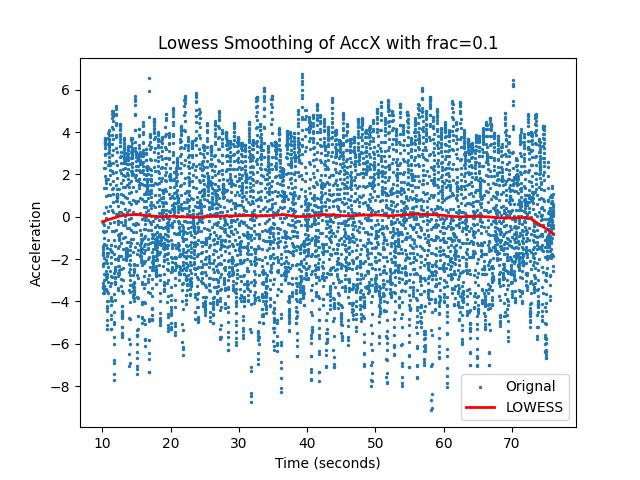 Lowess Smoothing of AccX with frac=0.1
6
4
2
0
−2
−4
−6
−8
Acceleration
Orignal
LOWESS
10 20 30 40 50 60 70
Time (seconds)